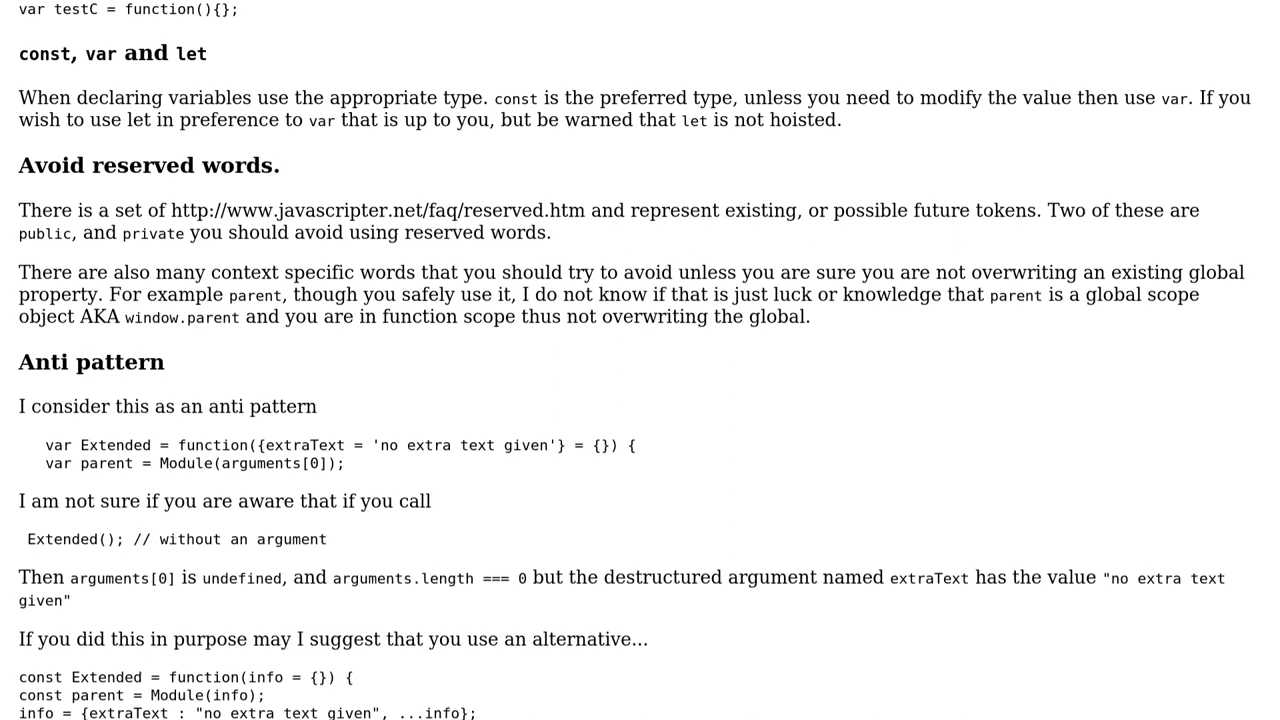 var testC = function(){};
const, var and let
When declaring variables use the appropriate type. const is the preferred type, unless you need to modify the value then use var. If you
wish to use let in preference to var that is up to you, but be warned that let is not hoisted.
Avoid reserved words.
There is a set of http://www.javascripter.net/faq/reserved.htm and represent existing, or possible future tokens. Two of these are
public, and private you should avoid using reserved words.
There are also many context specific words that you should try to avoid unless you are sure you are not overwriting an existing global
property. For example parent, though you safely use it, I do not know if that is just luck or knowledge that parent is a global scope
object AKA window.parent and you are in function scope thus not overwriting the global.
Anti pattern
I consider this as an anti pattern
var Extended = function({extraText = 'no extra text given'} = {}) {
var parent = Module(arguments[0]);
I am not sure if you are aware that if you call
Extended(); // without an argument
Then arguments[0] is undefined, and arguments.length === 0 but the destructured argument named extraText has the value "no extra text
given"
If you did this in purpose may I suggest that you use an alternative...
const Extended = function(info = {}) {
const parent = Module(info);
info = {extraText : "no extra text given", ...info};